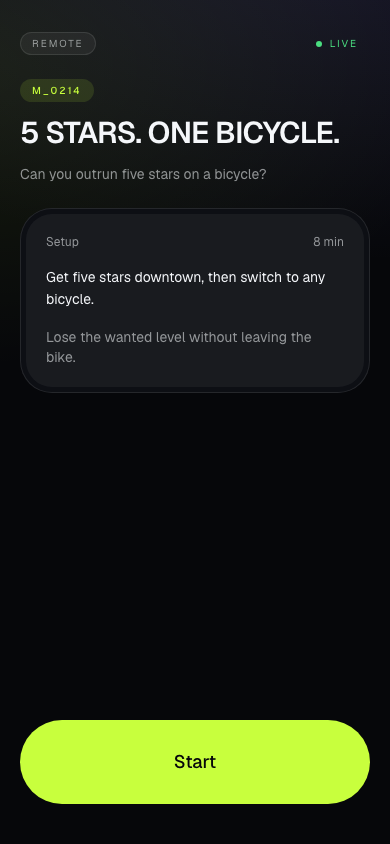 REMOTE
LIVE
M_0214
5 STARS. ONE BICYCLE.
Can you outrun five stars on a bicycle?
Setup
8 min
Get five stars downtown, then switch to any
bicycle.
Lose the wanted level without leaving the
bike.
Start